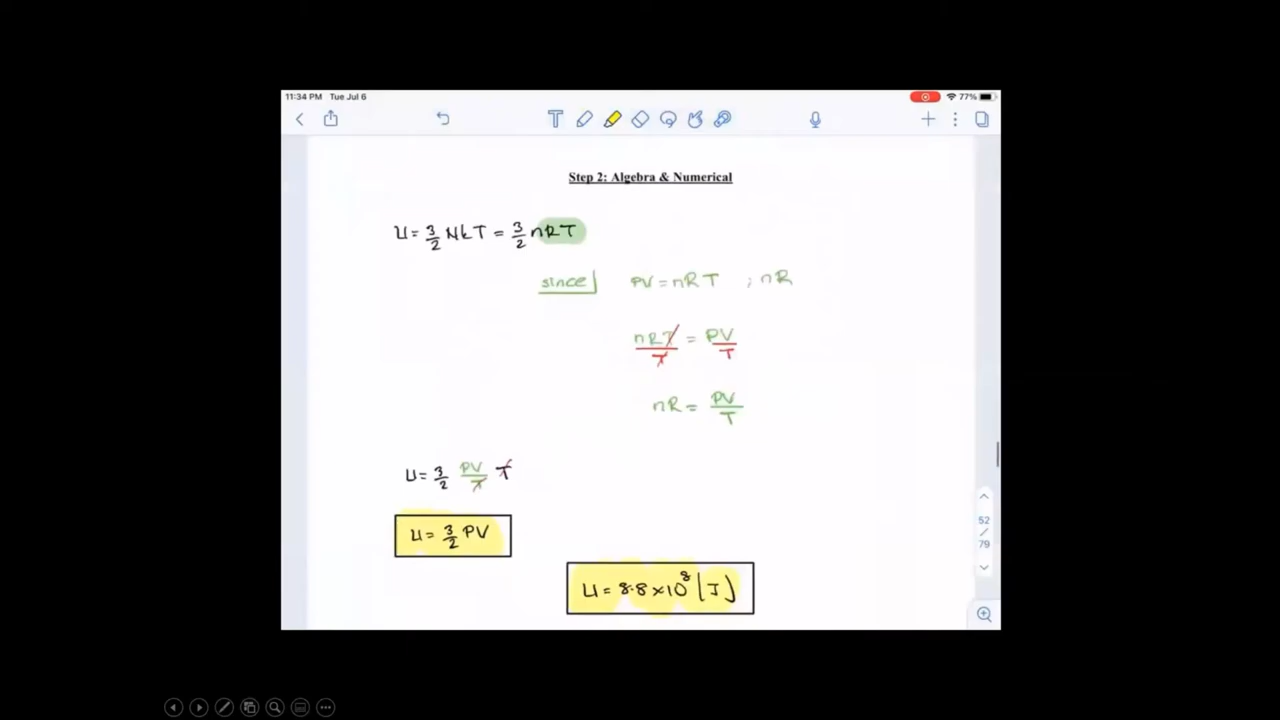 11:34 PM Tue Jul 6
77%
Step 2: Algebra & Numerical
U = 3/2 NkT = 3/2 nRT
since PV = nRT ; nR
nRT/T = PV/T
nR = PV/T
U = 3/2 PV/T T
U = 3/2 PV
U = 8.8 × 10^8 (J)
52
/
79